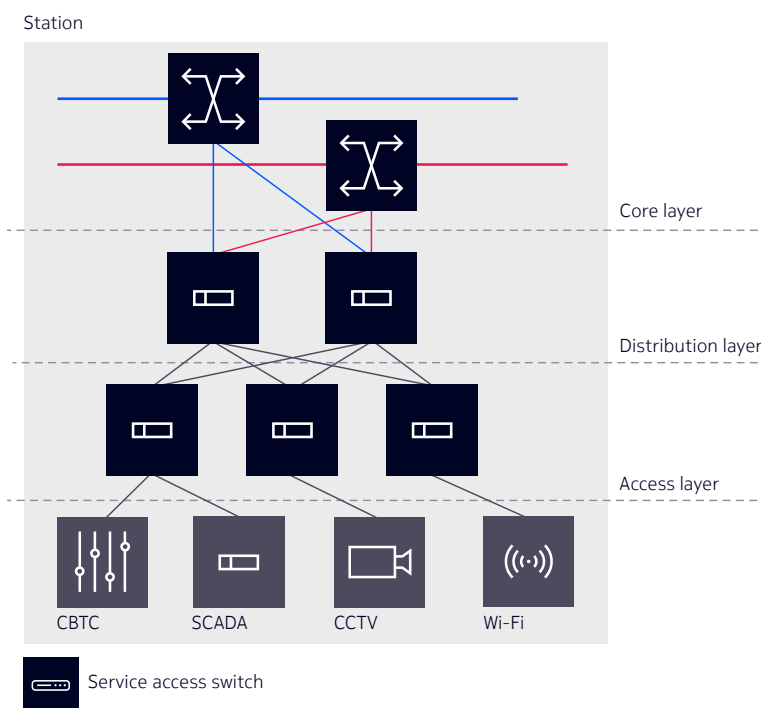 Station
Core layer
Distribution layer
Access layer
CBTC
SCADA
CCTV
Wi-Fi
Service access switch